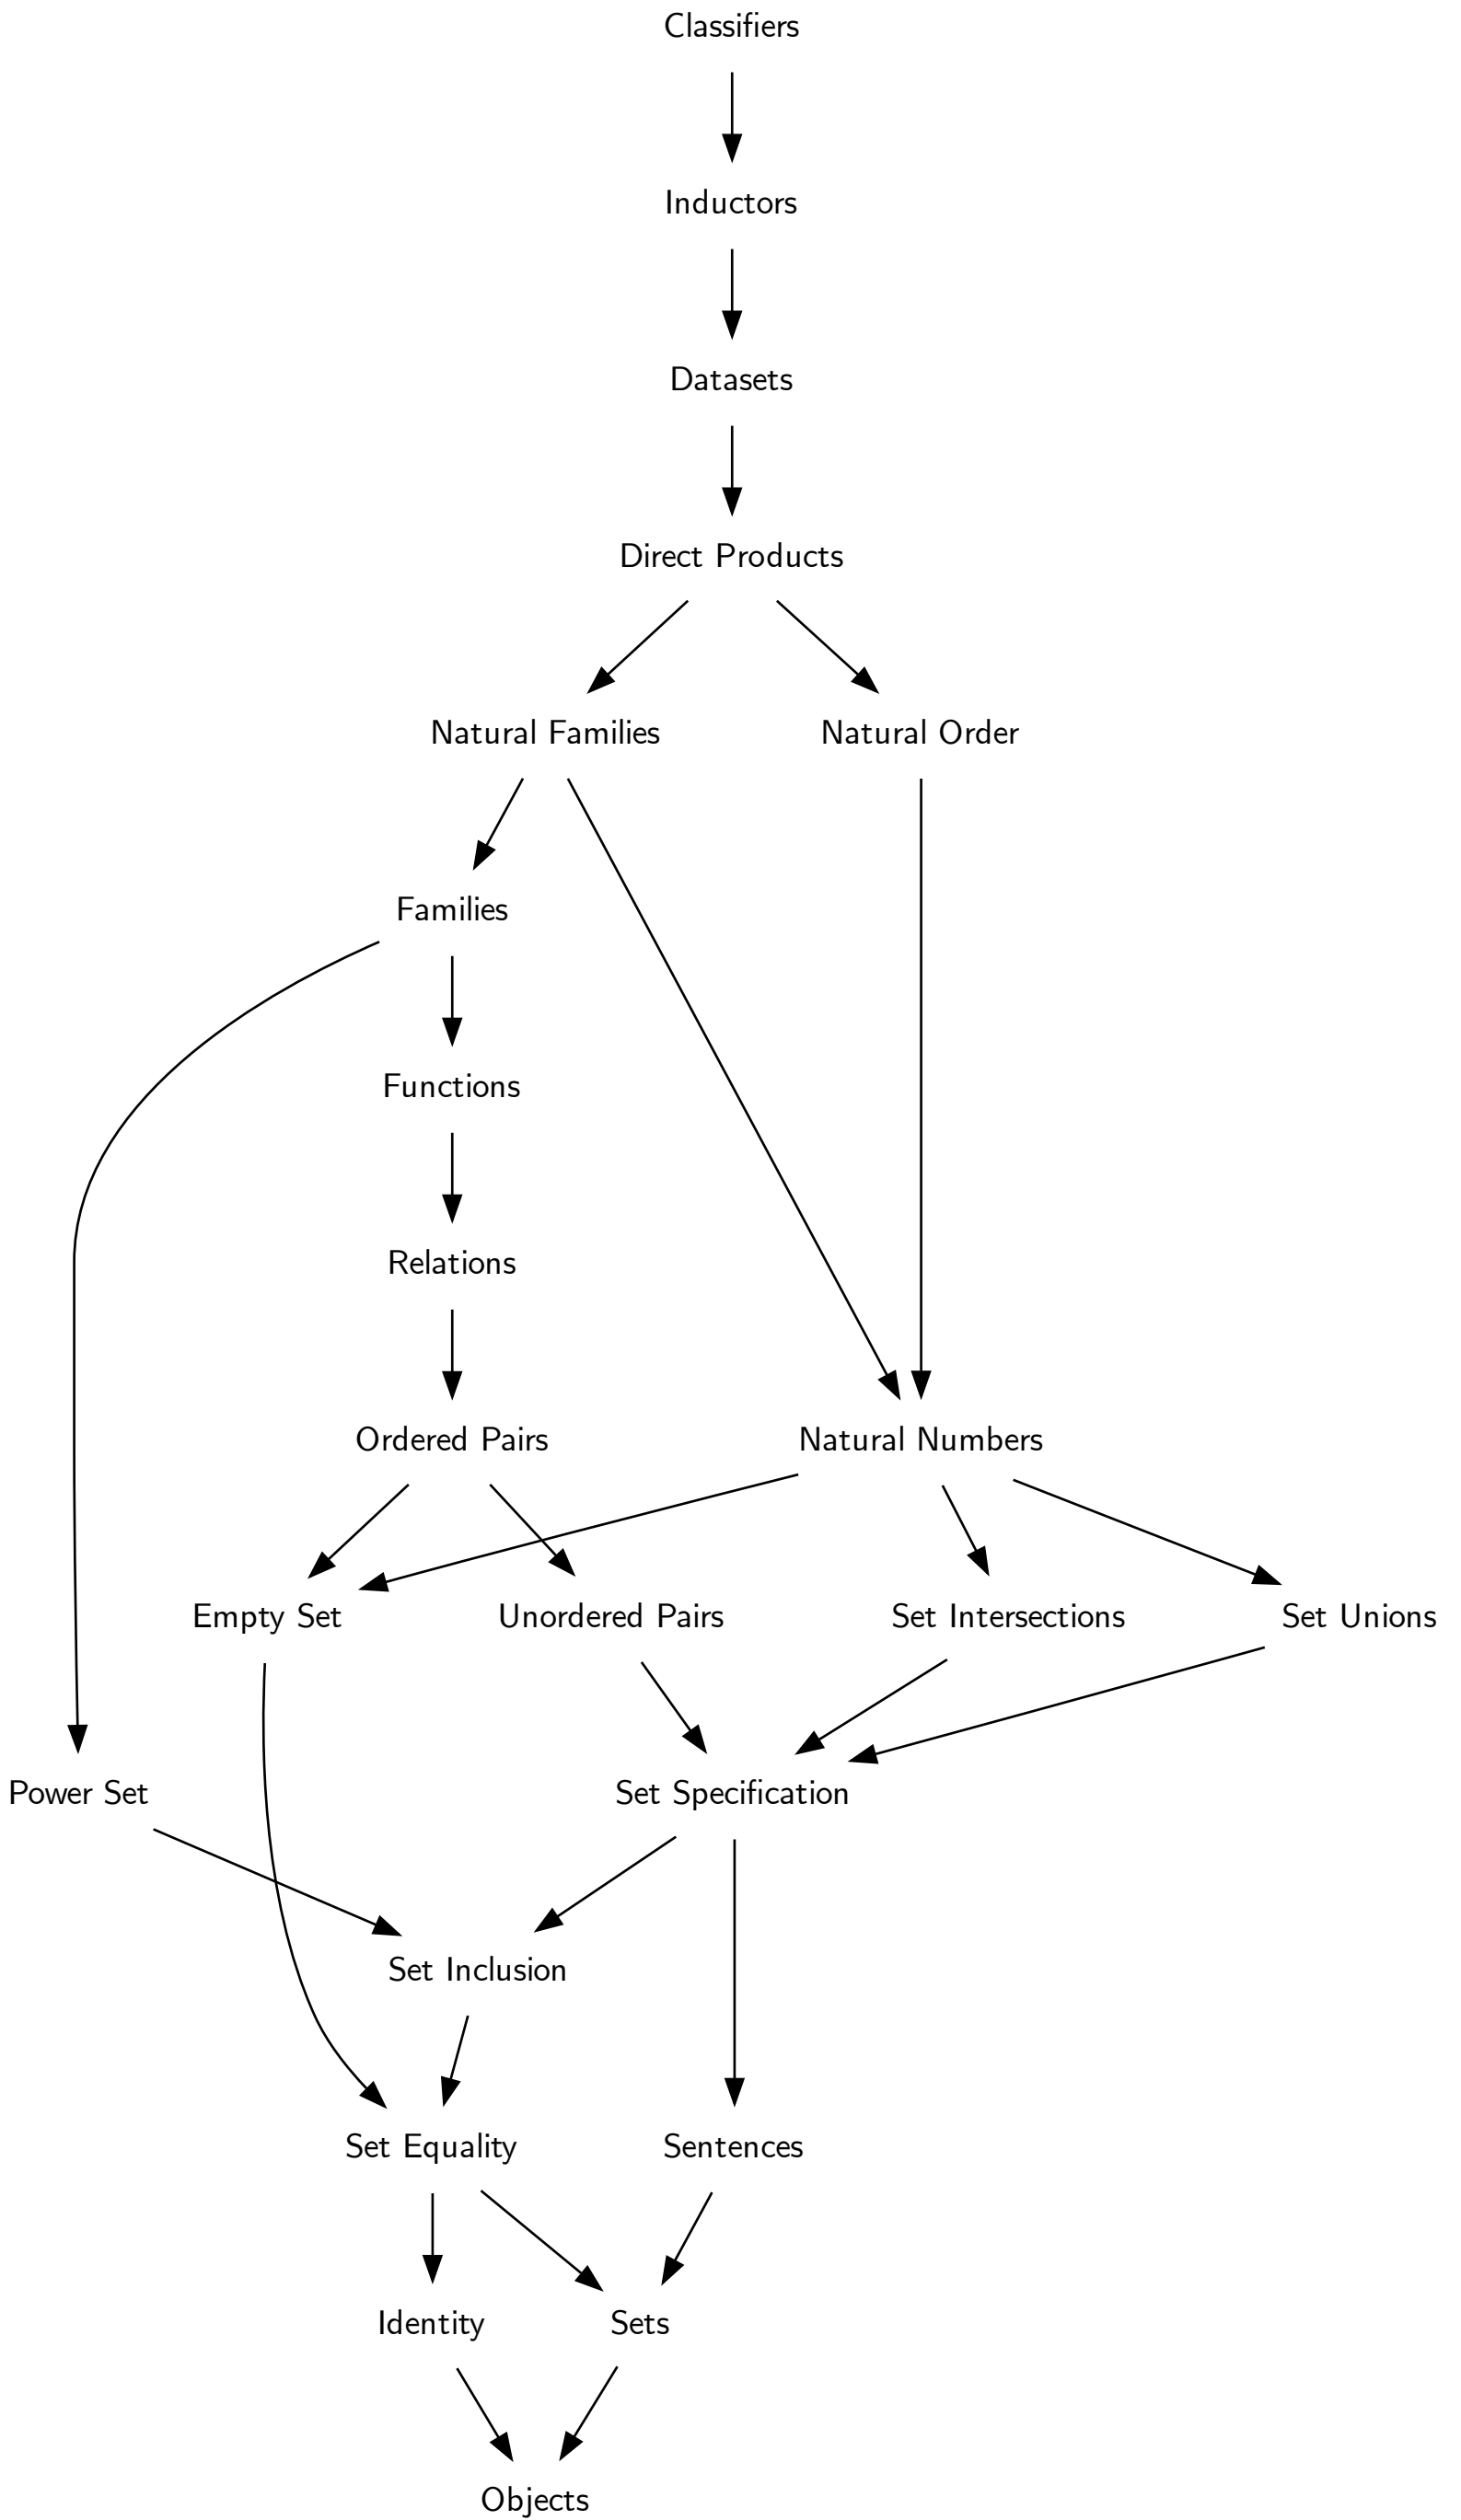 Classifiers
Inductors
Datasets
Direct Products
Natural Families
Natural Order
Families
Functions
Relations
Ordered Pairs
Natural Numbers
Empty Set
Unordered Pairs
Set Intersections
Set Unions
Power Set
Set Specification
Set Inclusion
Set Equality
Sentences
Identity
Sets
Objects